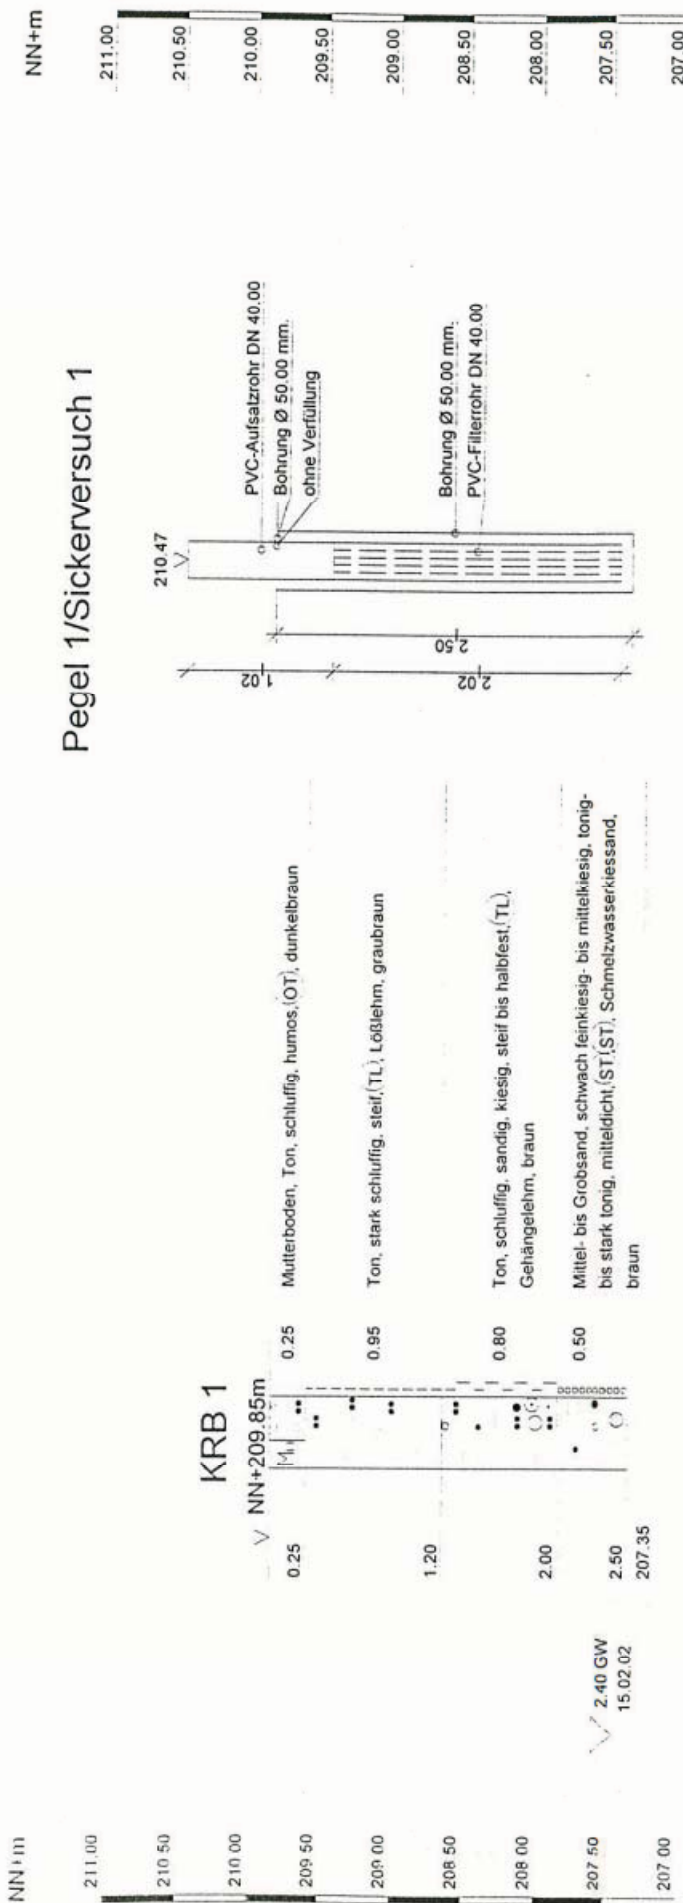 NN+m
211.00
210.50
210.00
209.50
209.00
208.50
208.00
207.50
207.00
2.40 GW
15.02.02
KRB 1
NN+209.85m
0.25
1.20
2.00
2.50
207.35
Mu
0.25
Mutterboden, Ton, schluffig, humos,(OT), dunkelbraun
0.95
Ton, stark schluffig, steif,(TL), Lößlehm, graubraun
0.80
Ton, schluffig, sandig, kiesig, steif bis halbfest,(TL),
Gehängelehm, braun
0.50
Mittel- bis Grobsand, schwach feinkiesig- bis mittelkiesig, tonig-
bis stark tonig, mitteldicht,(ST)(ST), Schmelzwasserkiessand,
braun
Pegel 1/Sickerversuch 1
210.47
1.02
2.02
2.50
PVC-Aufsatzrohr DN 40.00
Bohrung Ø 50.00 mm.
ohne Verfüllung
Bohrung Ø 50.00 mm.
PVC-Filterrohr DN 40.00
NN+m
211.00
210.50
210.00
209.50
209.00
208.50
208.00
207.50
207.00